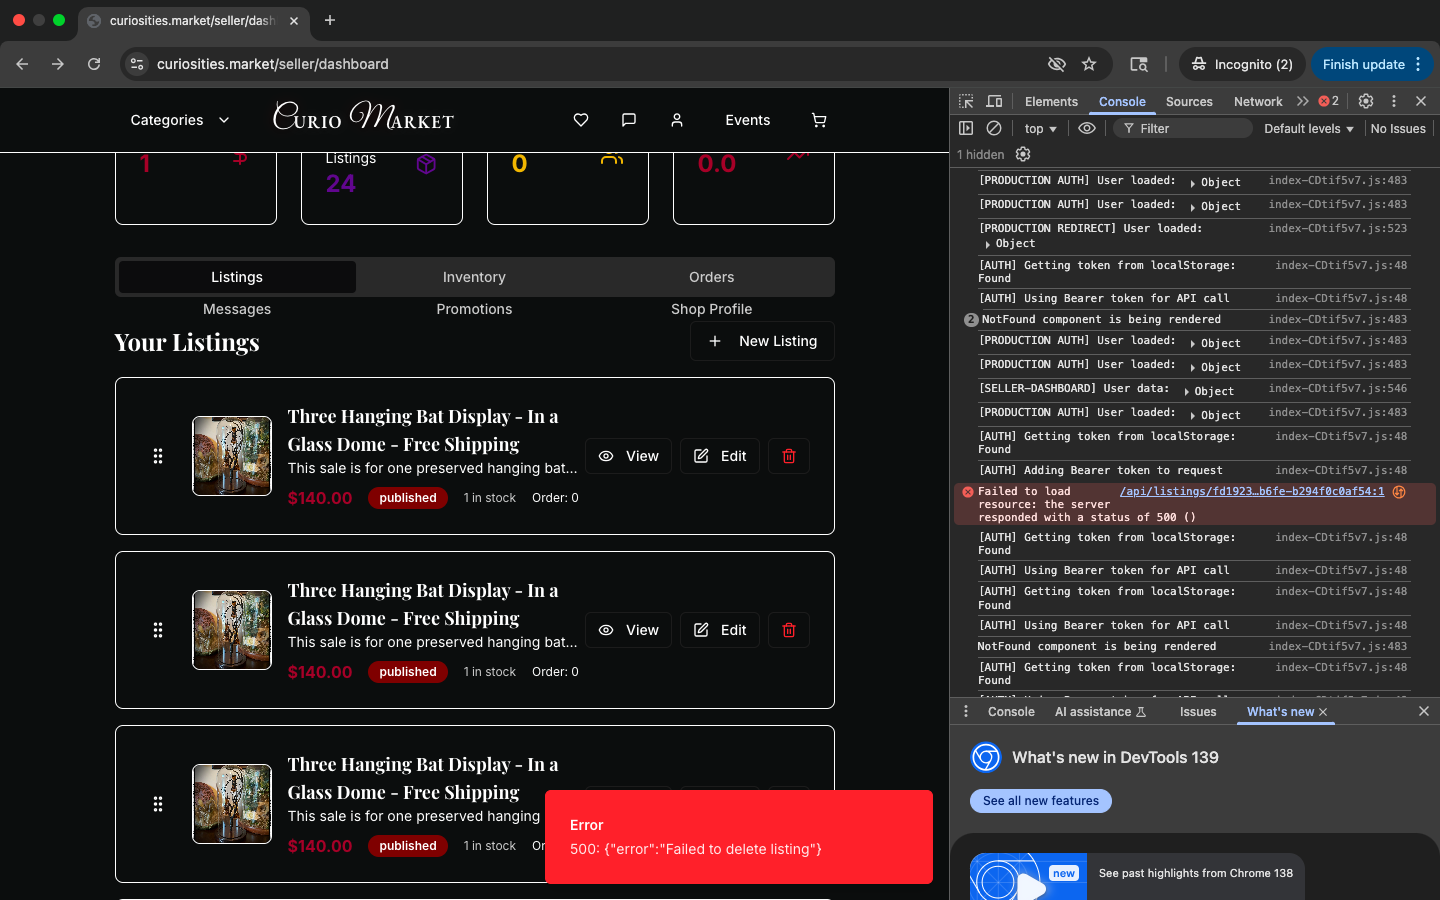 curiosities.market/seller/dash
curiosities.market/seller/dashboard
Incognito (2)
Finish update
Categories
Curio Market
Events
1
Listings
24
0
0.0
Listings
Inventory
Orders
Messages
Promotions
Shop Profile
Your Listings
New Listing
Three Hanging Bat Display - In a
Glass Dome - Free Shipping
This sale is for one preserved hanging bat...
$140.00
published
1 in stock
Order: 0
View
Edit
Three Hanging Bat Display - In a
Glass Dome - Free Shipping
This sale is for one preserved hanging bat...
$140.00
published
1 in stock
Order: 0
View
Edit
Three Hanging Bat Display - In a
Glass Dome - Free Shipping
This sale is for one preserved hanging
$140.00
published
1 in stock
Or
Error
500: {"error":"Failed to delete listing"}
Elements
Console
Sources
Network
2
top
Filter
Default levels
No Issues
1 hidden
[PRODUCTION AUTH] User loaded: Object index-CDtif5v7.js:483
[PRODUCTION AUTH] User loaded: Object index-CDtif5v7.js:483
[PRODUCTION REDIRECT] User loaded: index-CDtif5v7.js:523
Object
[AUTH] Getting token from localStorage: index-CDtif5v7.js:48
Found
[AUTH] Using Bearer token for API call index-CDtif5v7.js:48
2 NotFound component is being rendered index-CDtif5v7.js:483
[PRODUCTION AUTH] User loaded: Object index-CDtif5v7.js:483
[PRODUCTION AUTH] User loaded: Object index-CDtif5v7.js:483
[SELLER-DASHBOARD] User data: Object index-CDtif5v7.js:546
[PRODUCTION AUTH] User loaded: Object index-CDtif5v7.js:483
[AUTH] Getting token from localStorage: index-CDtif5v7.js:48
Found
[AUTH] Adding Bearer token to request index-CDtif5v7.js:48
Failed to load /api/listings/fd1923…b6fe-b294f0c0af54:1
resource: the server
responded with a status of 500 ()
[AUTH] Getting token from localStorage: index-CDtif5v7.js:48
Found
[AUTH] Using Bearer token for API call index-CDtif5v7.js:48
[AUTH] Getting token from localStorage: index-CDtif5v7.js:48
Found
[AUTH] Using Bearer token for API call index-CDtif5v7.js:48
NotFound component is being rendered index-CDtif5v7.js:483
[AUTH] Getting token from localStorage: index-CDtif5v7.js:48
Found
Console
AI assistance
Issues
What's new
What's new in DevTools 139
See all new features
new
See past highlights from Chrome 138